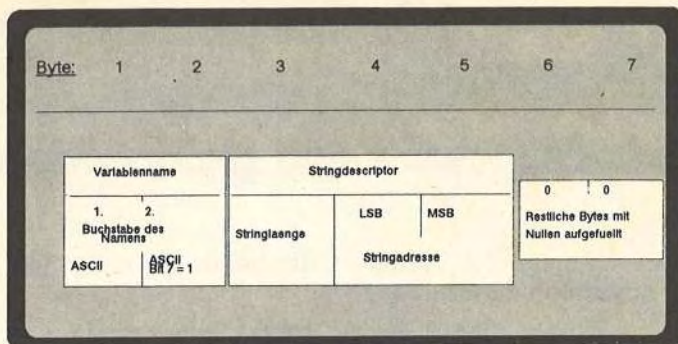 Byte: 1 2 3 4 5 6 7
Variablenname
1. 2.
Buchstabe des
Namens
ASCII
ASCII
Bit 7 = 1
Stringdescriptor
Stringlaenge
LSB MSB
Stringadresse
0 0
Restliche Bytes mit
Nullen aufgefuellt